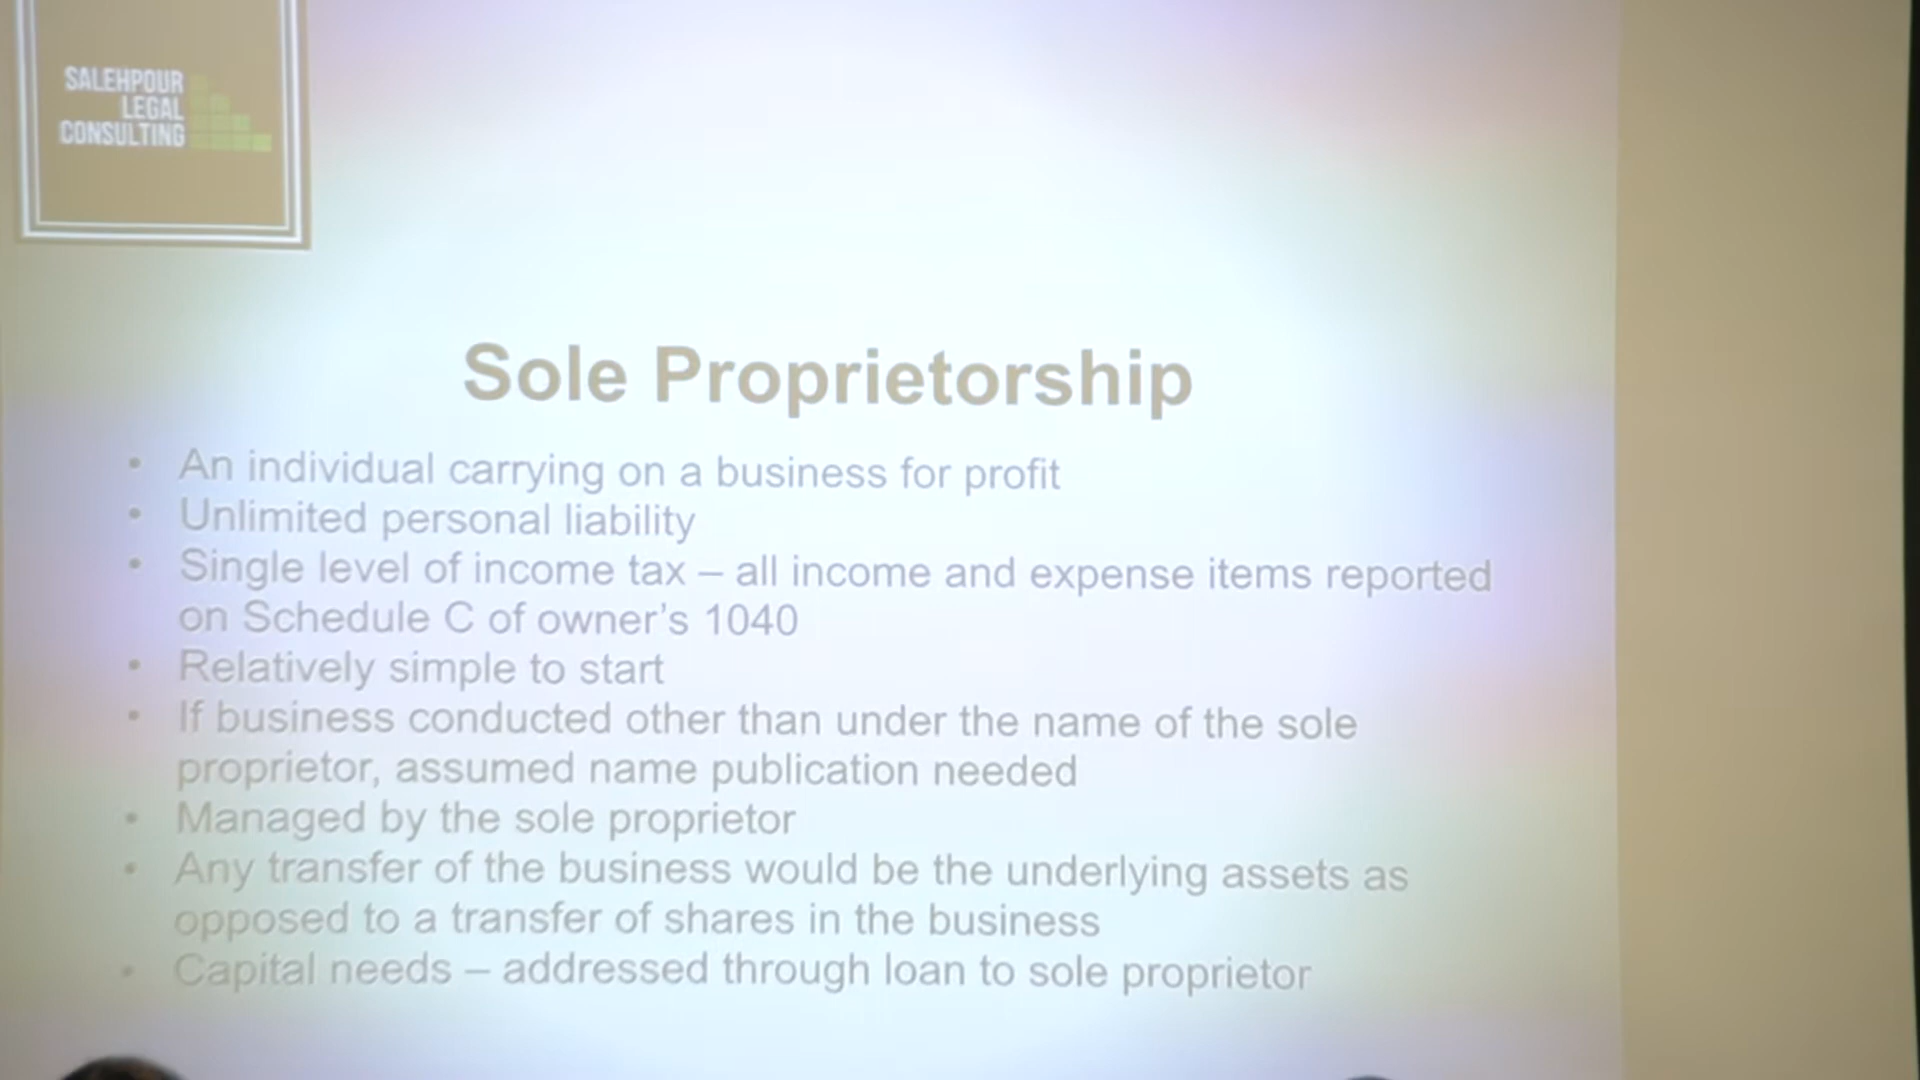 SALEHPOUR
LEGAL
CONSULTING
Sole Proprietorship
• An individual carrying on a business for profit
• Unlimited personal liability
• Single level of income tax – all income and expense items reported
on Schedule C of owner's 1040
• Relatively simple to start
• If business conducted other than under the name of the sole
proprietor, assumed name publication needed
• Managed by the sole proprietor
• Any transfer of the business would be the underlying assets as
opposed to a transfer of shares in the business
• Capital needs – addressed through loan to sole proprietor